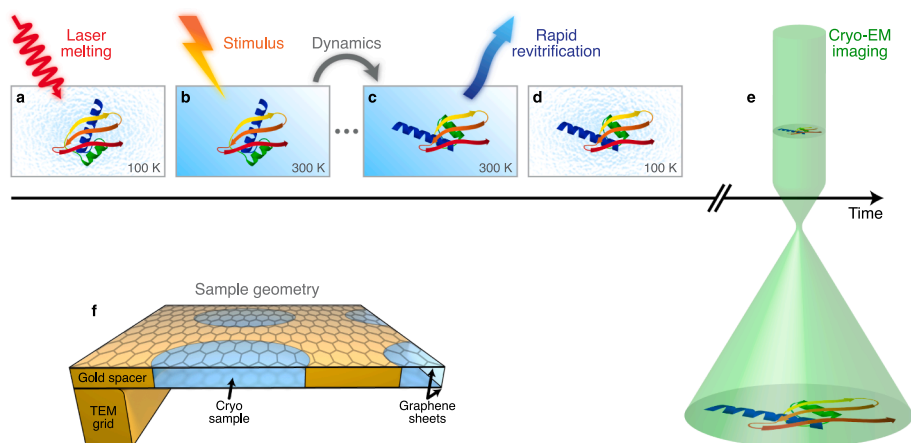 Laser
melting
Stimulus
Dynamics
Rapid
revitrification
Cryo-EM
imaging
a
100 K
b
300 K
c
300 K
d
100 K
e
Time
Sample geometry
f
Gold spacer
TEM
grid
Cryo
sample
Graphene
sheets